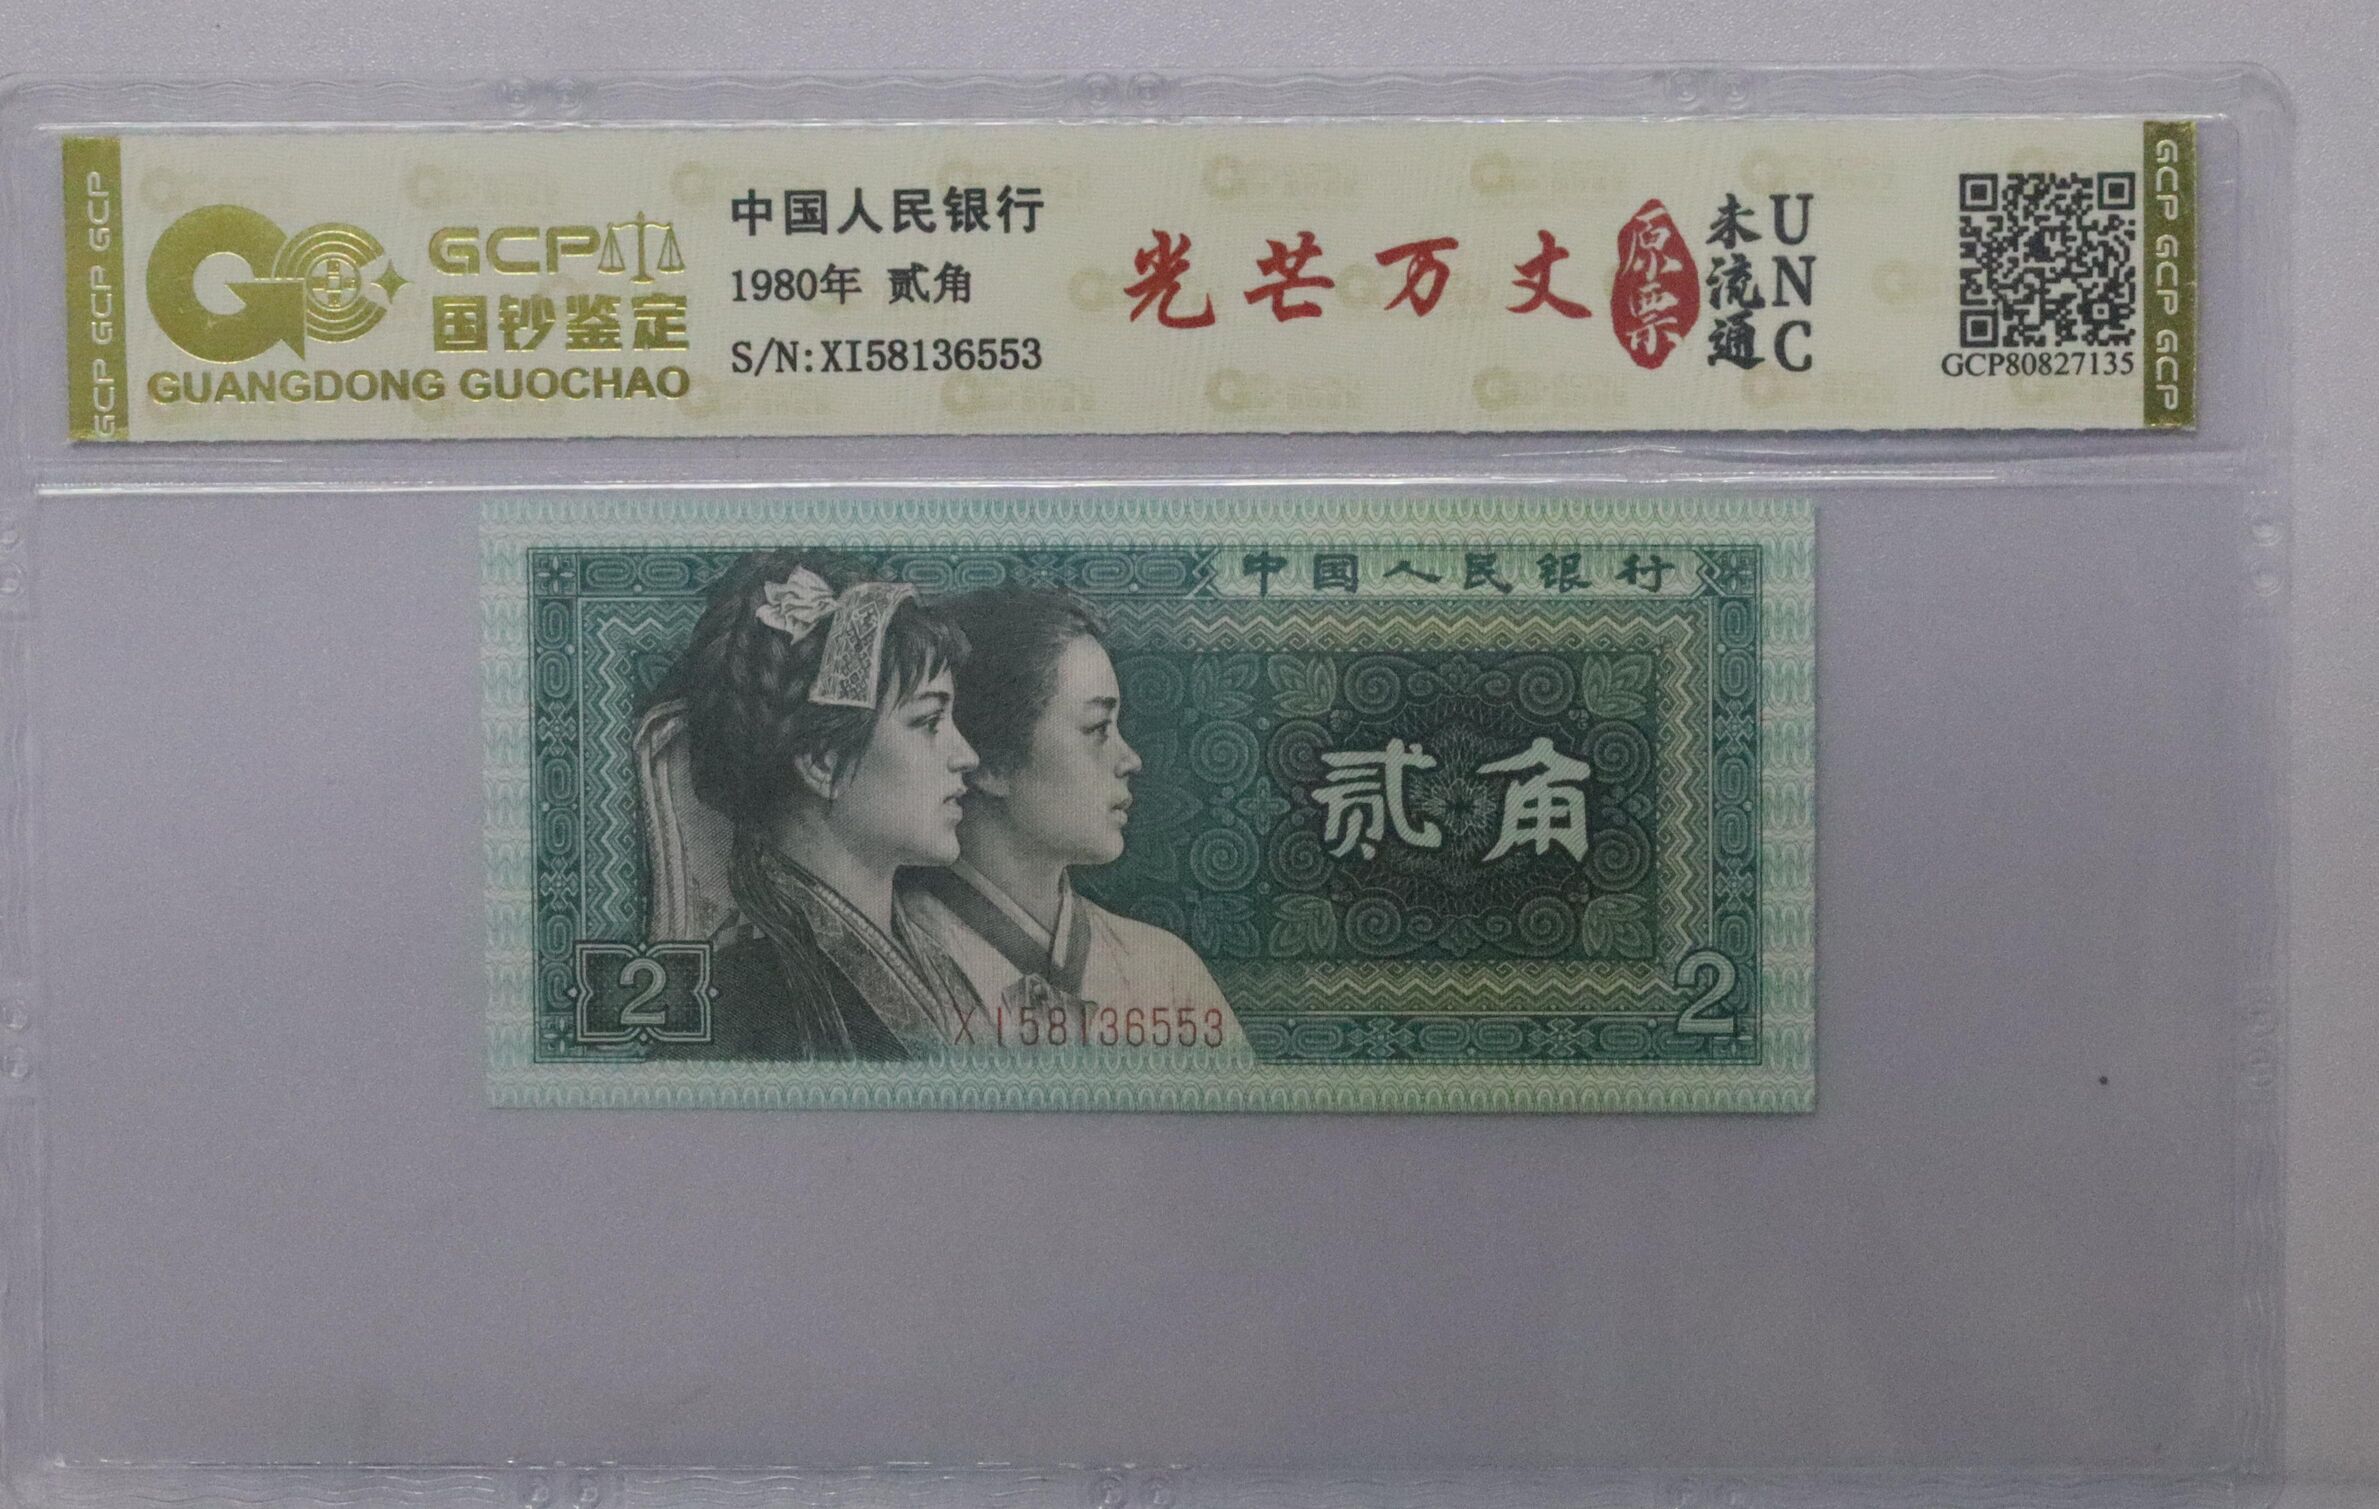 GCP GCP GCP
GCP
国钞鉴定
GUANGDONG GUOCHAO
中国人民银行
1980年 贰角
S/N:XI58136553
光芒万丈
原票
未流通
UNC
GCP80827135
GCP GCP GCP
中国人民银行
贰角
2
XI58136553
2